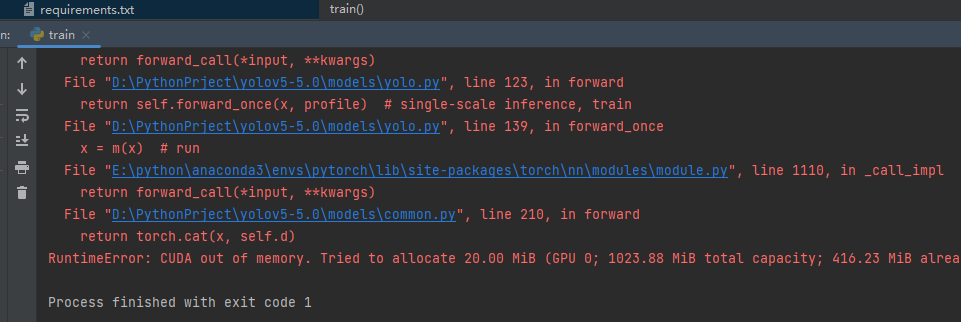 requirements.txt
train()
n:
train
return forward_call(*input, **kwargs)
File "D:\PythonPrject\yolov5-5.0\models\yolo.py", line 123, in forward
return self.forward_once(x, profile)  # single-scale inference, train
File "D:\PythonPrject\yolov5-5.0\models\yolo.py", line 139, in forward_once
x = m(x)  # run
File "E:\python\anaconda3\envs\pytorch\lib\site-packages\torch\nn\modules\module.py", line 1110, in _call_impl
return forward_call(*input, **kwargs)
File "D:\PythonPrject\yolov5-5.0\models\common.py", line 210, in forward
return torch.cat(x, self.d)
RuntimeError: CUDA out of memory. Tried to allocate 20.00 MiB (GPU 0; 1023.88 MiB total capacity; 416.23 MiB alrea
Process finished with exit code 1